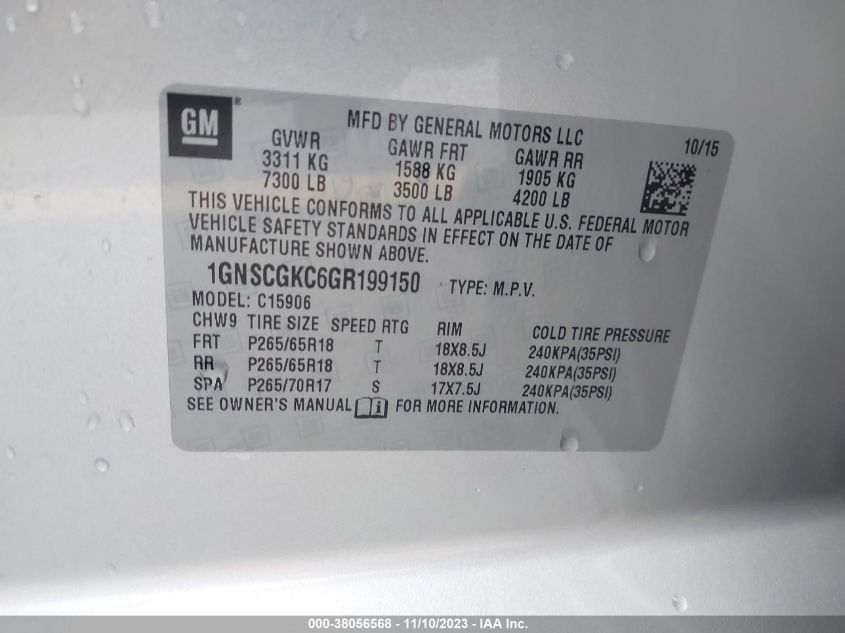 GM
MFD BY GENERAL MOTORS LLC 10/15
GVWR GAWR FRT GAWR RR
3311 KG 1588 KG 1905 KG
7300 LB 3500 LB 4200 LB
THIS VEHICLE CONFORMS TO ALL APPLICABLE U.S. FEDERAL MOTOR
VEHICLE SAFETY STANDARDS IN EFFECT ON THE DATE OF
MANUFACTURE SHOWN ABOVE.
1GNSCGKC6GR199150 TYPE: M.P.V.
MODEL: C15906
CHW9 TIRE SIZE SPEED RTG RIM COLD TIRE PRESSURE
FRT P265/65R18 T 18X8.5J 240KPA(35PSI)
RR P265/65R18 T 18X8.5J 240KPA(35PSI)
SPA P265/70R17 S 17X7.5J 240KPA(35PSI)
SEE OWNER'S MANUAL FOR MORE INFORMATION.
000-38056568 - 11/10/2023 - IAA Inc.